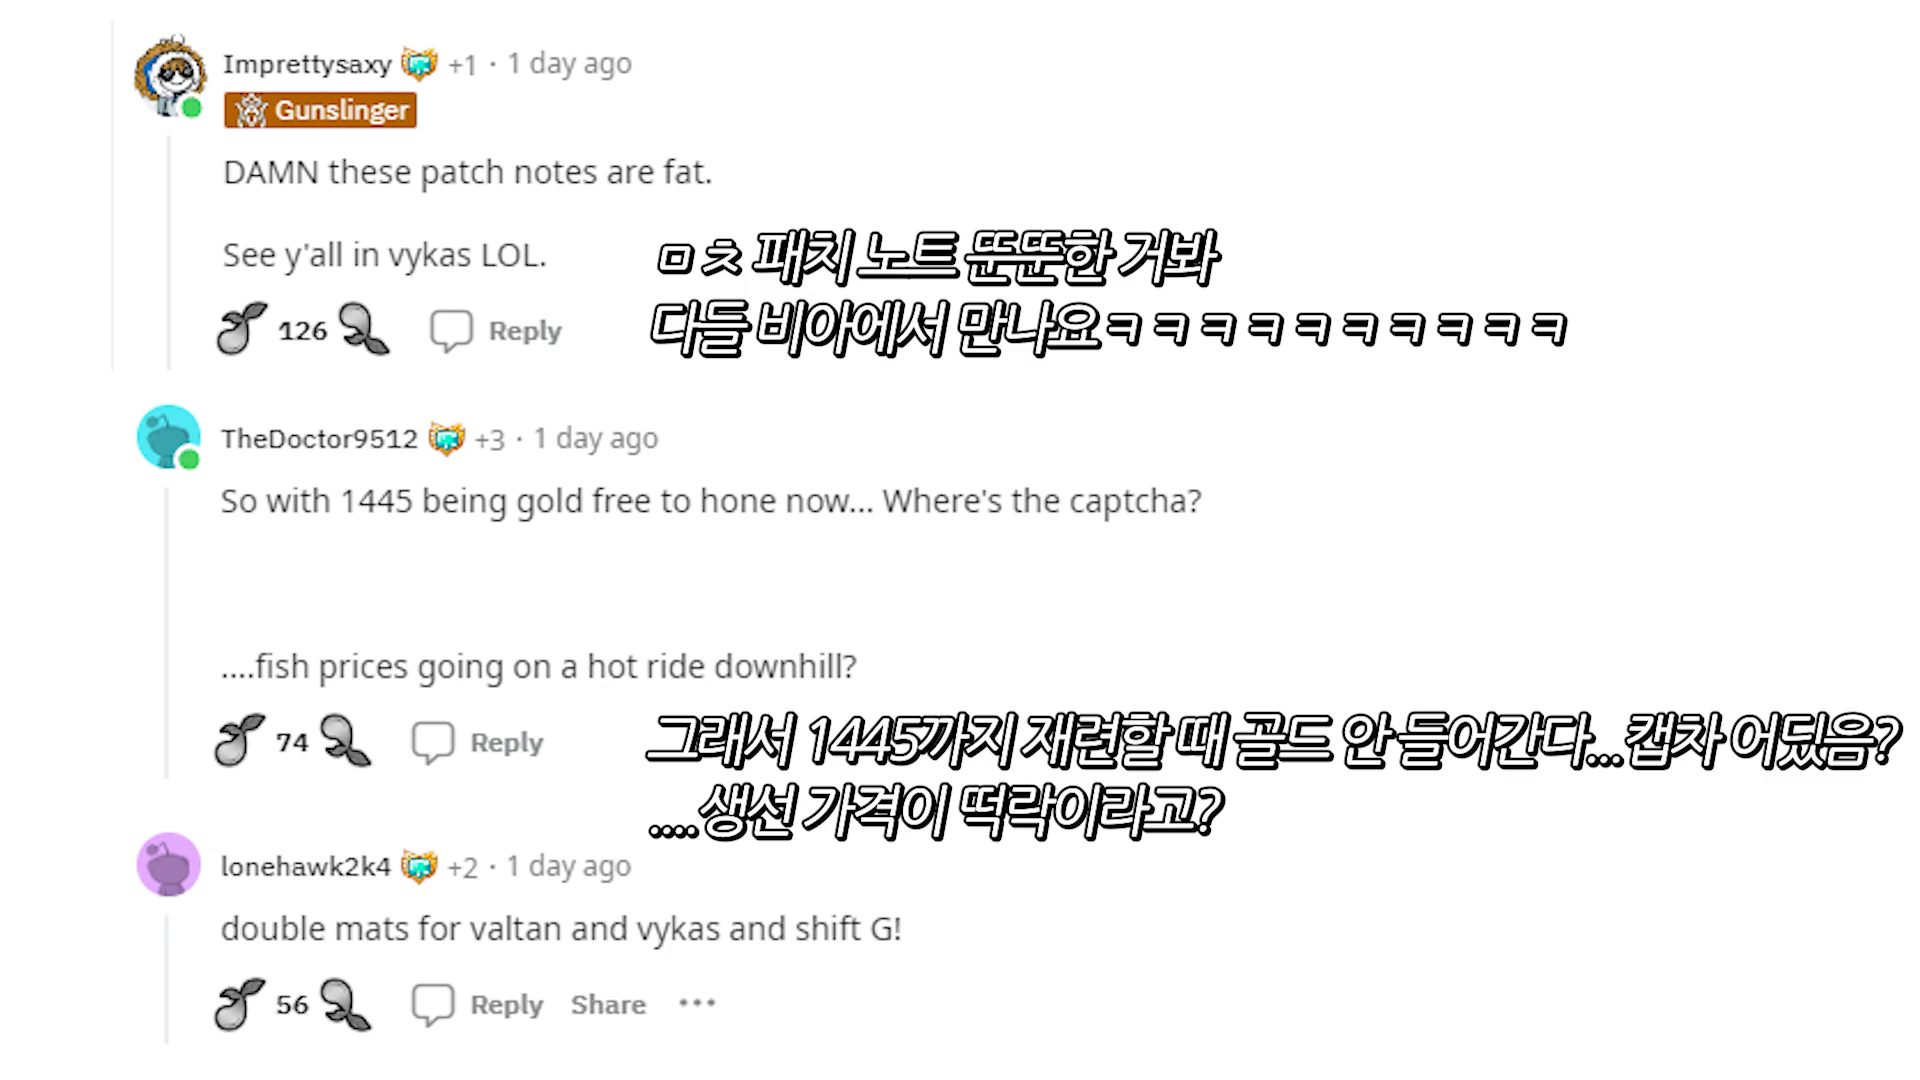 Imprettysaxy +1 · 1 day ago
Gunslinger
DAMN these patch notes are fat.
See y'all in vykas LOL.
ㅁㅊ 패치 노트 뚠뚠한 거봐
다들 비아에서 만나요ㅋㅋㅋㅋㅋㅋㅋㅋㅋㅋ
126 Reply
TheDoctor9512 +3 · 1 day ago
So with 1445 being gold free to hone now... Where's the captcha?
....fish prices going on a hot ride downhill?
74 Reply
그래서 1445까지 재련할 때 골드 안 들어간다...캡차 어딨음?
....생선 가격이 떡락이라고?
lonehawk2k4 +2 · 1 day ago
double mats for valtan and vykas and shift G!
56 Reply Share ···